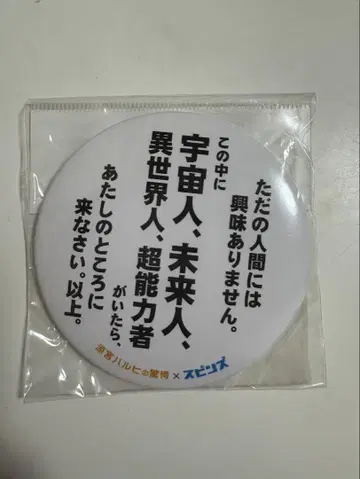 ただの人間には
興味ありません。
この中に
宇宙人、未来人、
異世界人、超能力者
がいたら、
あたしのところに
来なさい。以上。
涼宮ハルヒの驚愕×スピンズ